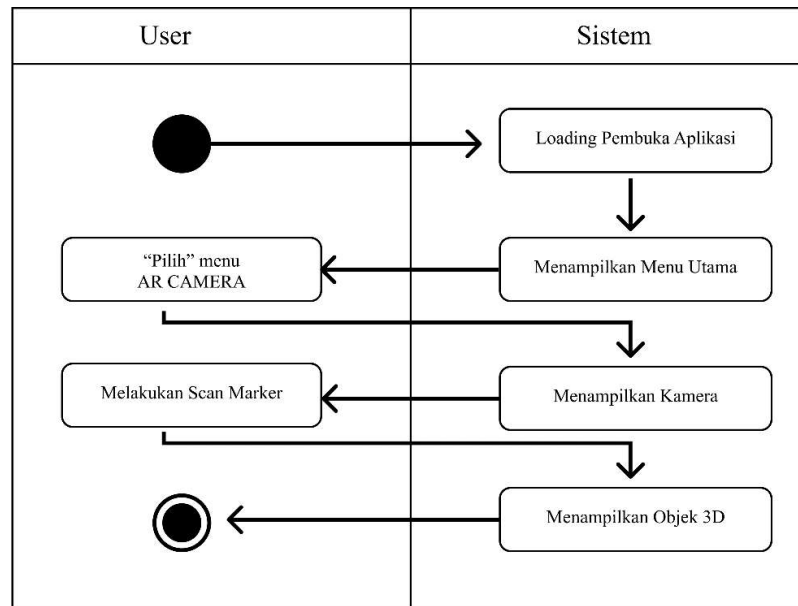 User
Sistem
Loading Pembuka Aplikasi
“Pilih” menu
AR CAMERA
Menampilkan Menu Utama
Melakukan Scan Marker
Menampilkan Kamera
Menampilkan Objek 3D